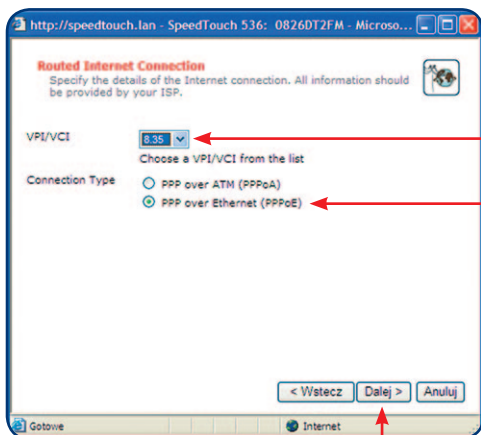 http://speedtouch.lan - SpeedTouch 536: 0826DT2FM - Microso...
Routed Internet Connection
Specify the details of the Internet connection. All information should
be provided by your ISP.
VPI/VCI
8.35
Choose a VPI/VCI from the list
Connection Type
PPP over ATM (PPPoA)
PPP over Ethernet (PPPoE)
< Wstecz
Dalej >
Anuluj
Gotowe
Internet